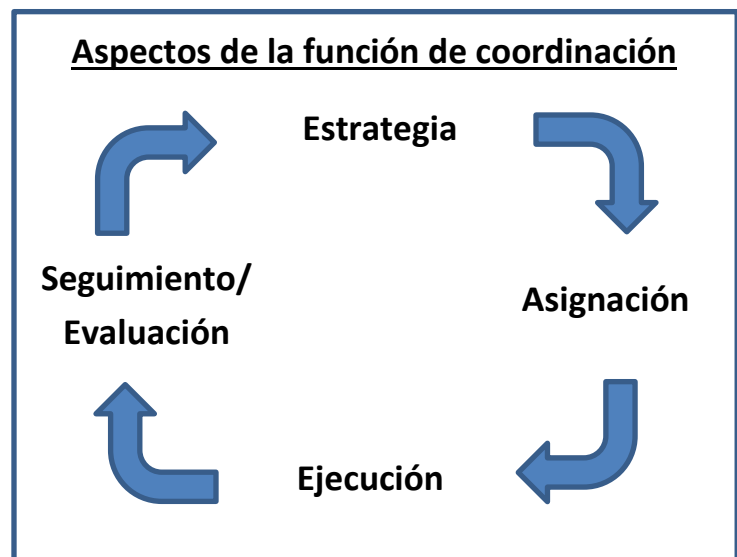 Aspectos de la función de coordinación
Estrategia
Seguimiento/
Evaluación
Asignación
Ejecución